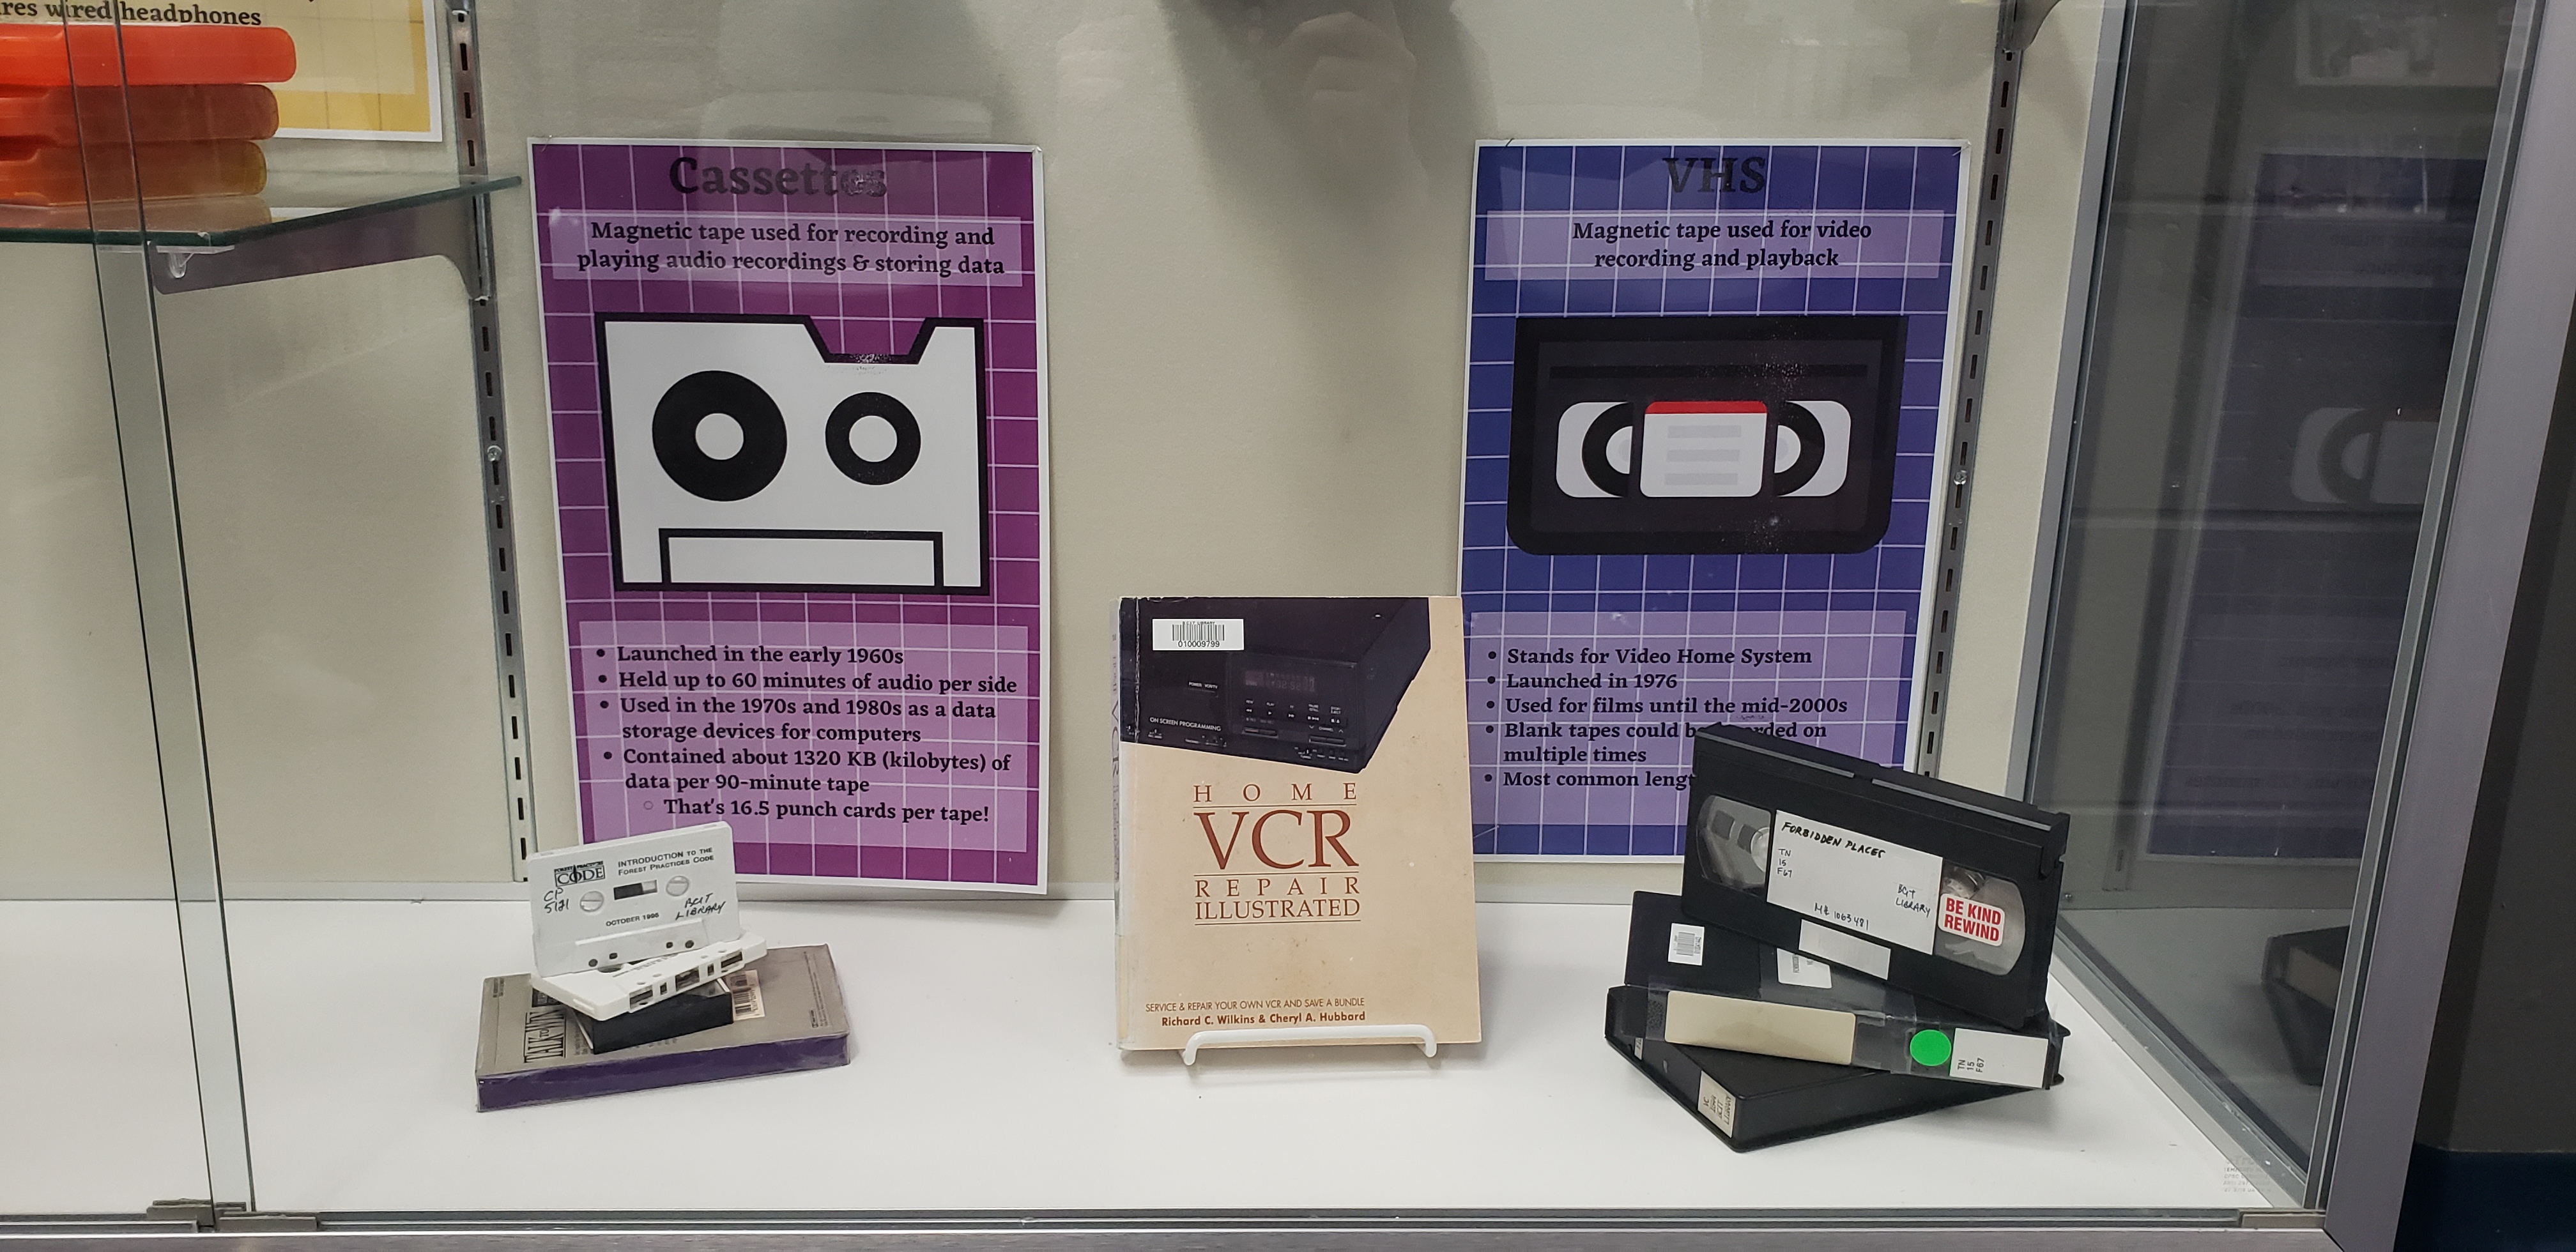 res wired headphones
Cassettes
Magnetic tape used for recording and
playing audio recordings & storing data
• Launched in the early 1960s
• Held up to 60 minutes of audio per side
• Used in the 1970s and 1980s as a data
storage devices for computers
• Contained about 1320 KB (kilobytes) of
data per 90-minute tape
○ That's 16.5 punch cards per tape!
CODE
INTRODUCTION TO THE
FOREST PRACTICES CODE
CP
5121
BCIT
LIBRARY
OCTOBER 1996
010009799
ON SCREEN PROGRAMMING
HOME
VCR
REPAIR
ILLUSTRATED
SERVICE & REPAIR YOUR OWN VCR AND SAVE A BUNDLE
Richard C. Wilkins & Cheryl A. Hubbard
VHS
Magnetic tape used for video
recording and playback
• Stands for Video Home System
• Launched in 1976
• Used for films until the mid-2000s
• Blank tapes could be rded on
multiple times
• Most common lengt
FORBIDDEN PLACES
TN
15
F67
BCIT
LIBRARY
BE KIND
REWIND
TN
15
F67